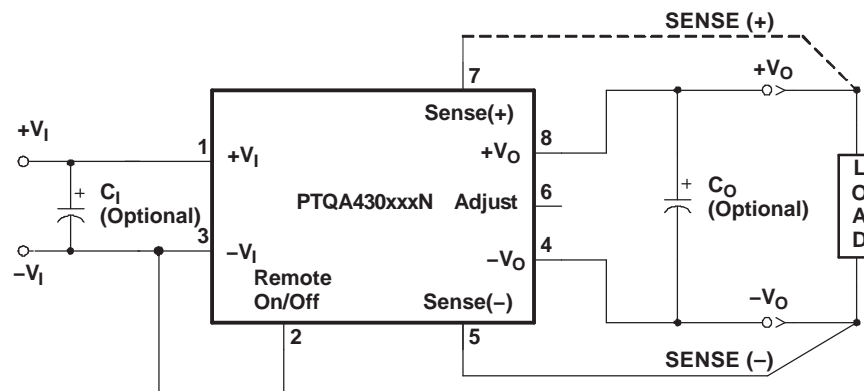 SENSE (+)
7
Sense(+)
+VO
8
+VO
+VI
1
+VI
CI
(Optional)
+
PTQA430xxxN
Adjust
6
+
CO
(Optional)
LOAD
3
−VI
−VI
4
−VO
Remote
On/Off
Sense(−)
−VO
2
5
SENSE (−)